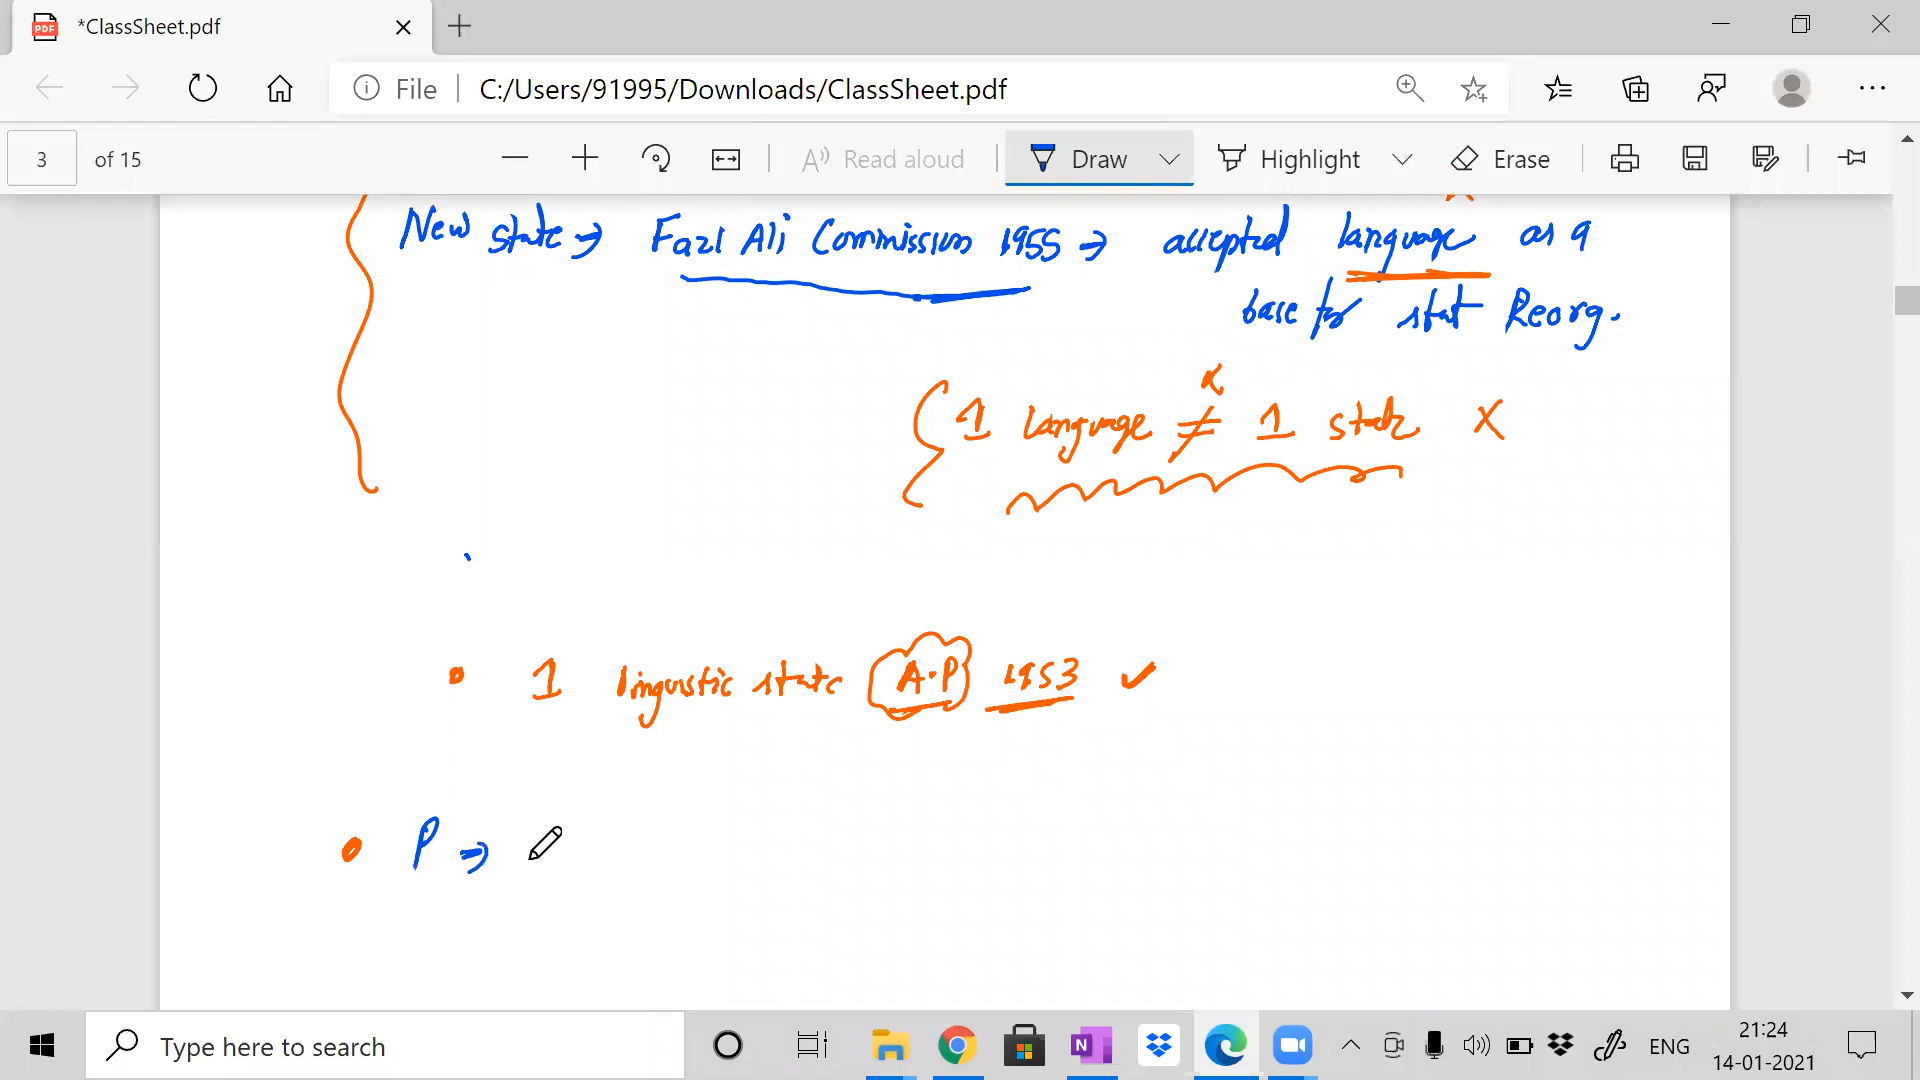 *ClassSheet.pdf
File C:/Users/91995/Downloads/ClassSheet.pdf
3 of 15 Read aloud Draw Highlight Erase
New state → Fazl Ali Commission 1955 → accepted language as a
base for stat Reorg.
1 language ≠ 1 state X
1 linguistic state A.P 1953 ✓
P →
Type here to search
ENG
21:24
14-01-2021